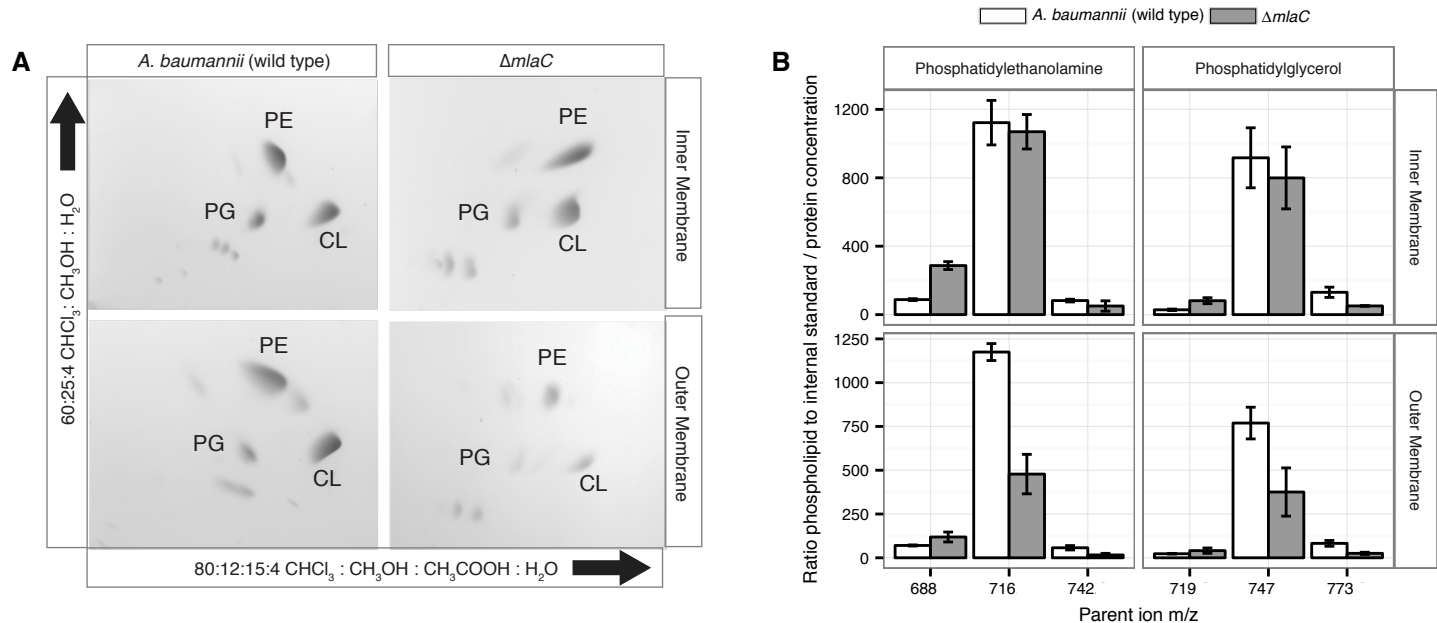 A
A. baumannii (wild type)
ΔmlaC
60:25:4 CHCl3 : CH3OH : H2O
PE
PG
CL
PE
PG
CL
Inner Membrane
PE
PG
CL
PE
PG
CL
Outer Membrane
80:12:15:4 CHCl3 : CH3OH : CH3COOH : H2O
B
A. baumannii (wild type)
ΔmlaC
Phosphatidylethanolamine
Phosphatidylglycerol
Ratio phospholipid to internal standard / protein concentration
1200
800
400
0
Inner Membrane
1250
1000
750
500
250
0
Outer Membrane
688
716
742
719
747
773
Parent ion m/z